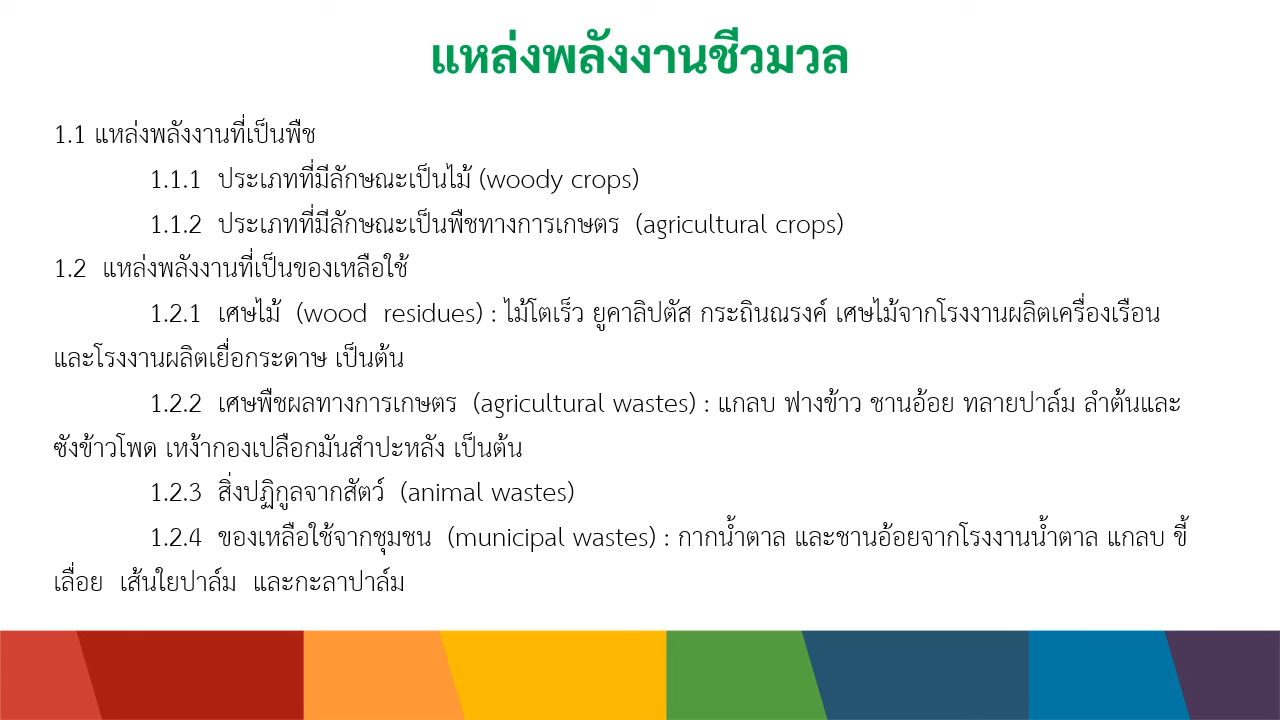 แหล่งพลังงานชีวมวล
1.1 แหล่งพลังงานที่เป็นพืช
1.1.1 ประเภทที่มีลักษณะเป็นไม้ (woody crops)
1.1.2 ประเภทที่มีลักษณะเป็นพืชทางการเกษตร (agricultural crops)
1.2 แหล่งพลังงานที่เป็นของเหลือใช้
1.2.1 เศษไม้ (wood residues) : ไม้โตเร็ว ยูคาลิปตัส กระถินณรงค์ เศษไม้จากโรงงานผลิตเครื่องเรือน
และโรงงานผลิตเยื่อกระดาษ เป็นต้น
1.2.2 เศษพืชผลทางการเกษตร (agricultural wastes) : แกลบ ฟางข้าว ชานอ้อย ทลายปาล์ม ลำต้นและ
ซังข้าวโพด เหง้ากองเปลือกมันสำปะหลัง เป็นต้น
1.2.3 สิ่งปฏิกูลจากสัตว์ (animal wastes)
1.2.4 ของเหลือใช้จากชุมชน (municipal wastes) : กากน้ำตาล และชานอ้อยจากโรงงานน้ำตาล แกลบ ขี้
เลื่อย เส้นใยปาล์ม และกะลาปาล์ม